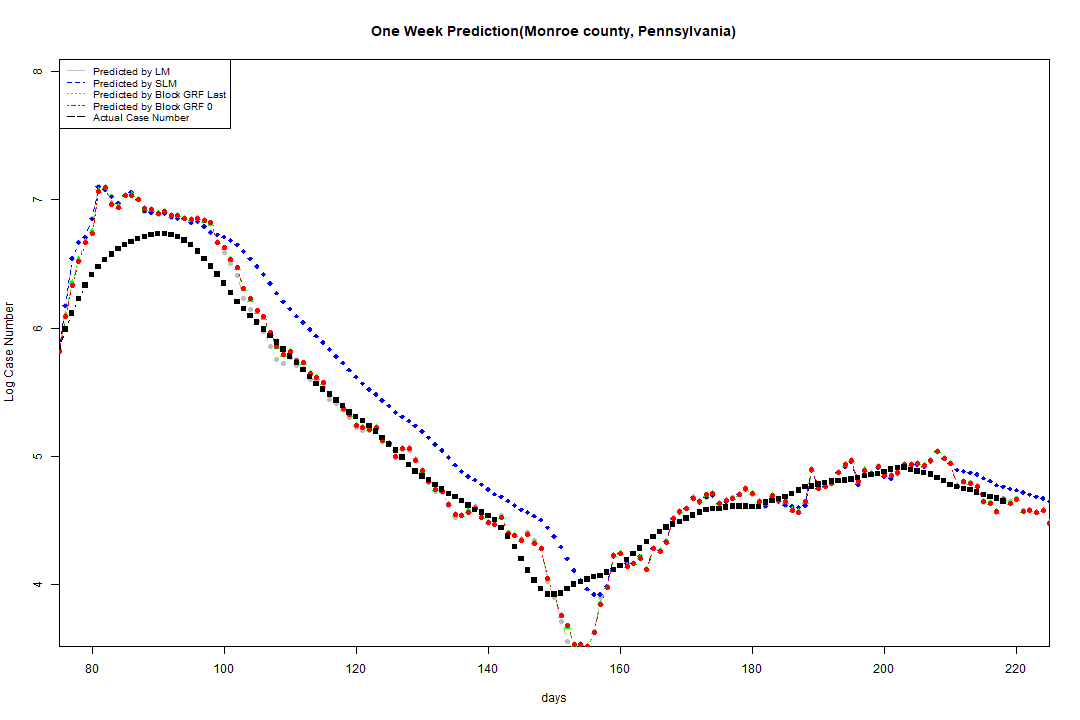 One Week Prediction(Monroe county, Pennsylvania)
Predicted by LM
Predicted by SLM
Predicted by Block GRF Last
Predicted by Block GRF 0
Actual Case Number
8
7
6
5
4
Log Case Number
80 100 120 140 160 180 200 220
days